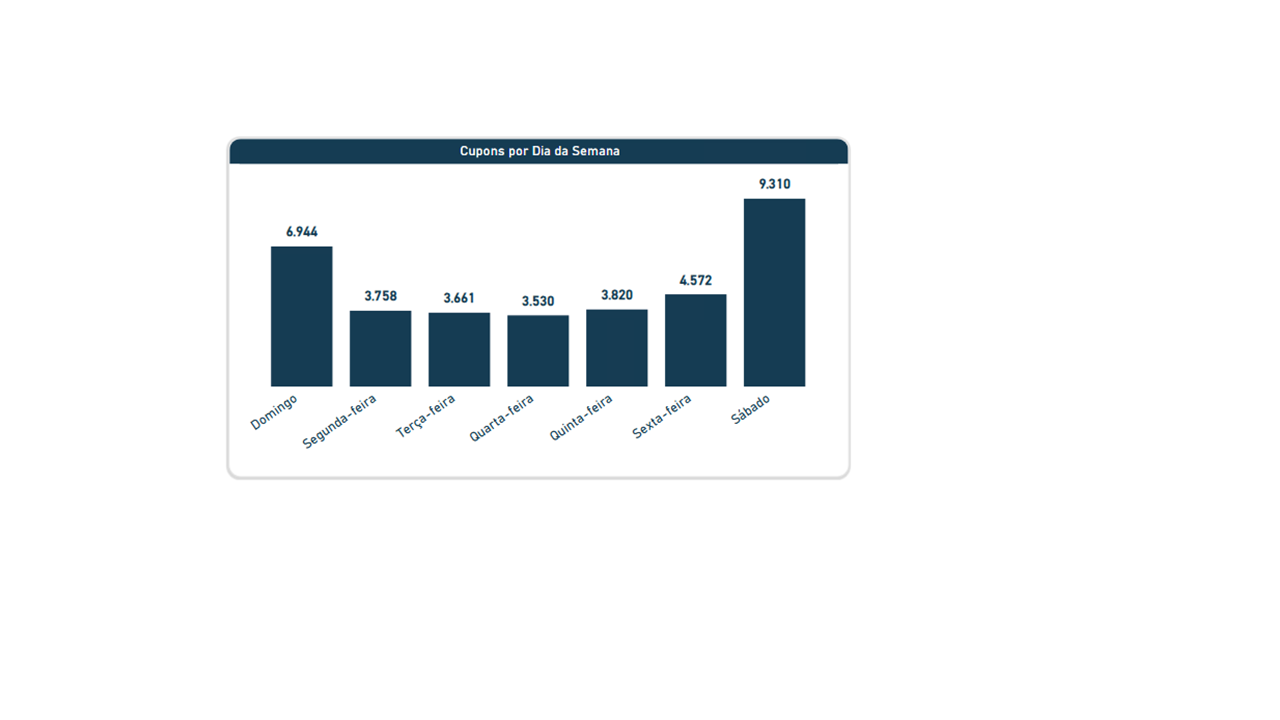 Cupons por Dia da Semana
9.310
6.944
4.572
3.758
3.661
3.530
3.820
Domingo
Segunda-feira
Terça-feira
Quarta-feira
Quinta-feira
Sexta-feira
Sábado